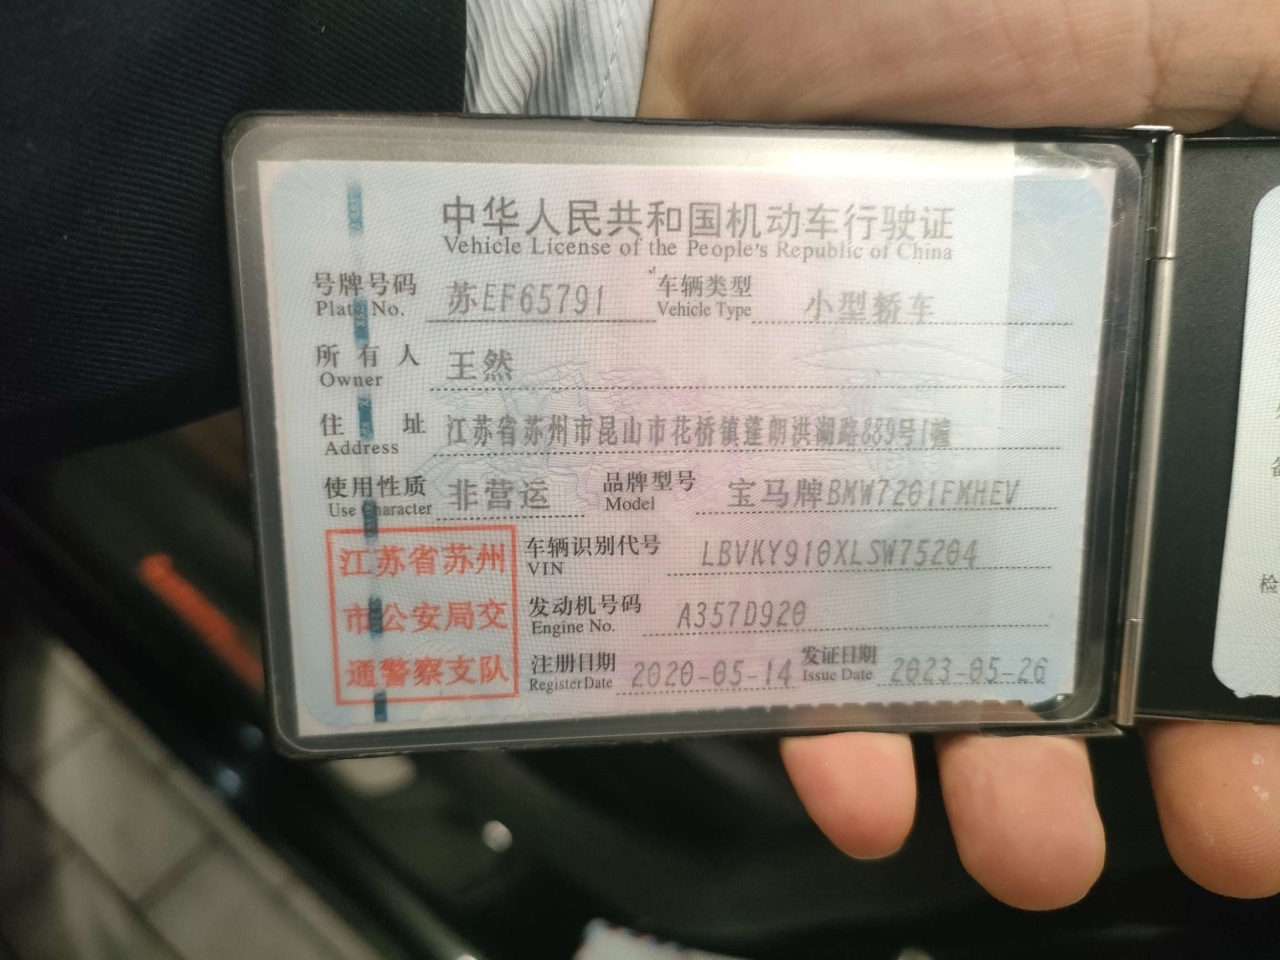 中华人民共和国机动车行驶证
Vehicle License of the People's Republic of China
号牌号码 苏EF65791 车辆类型 小型轿车
Plate No. Vehicle Type
所有人 王然
Owner
住址 江苏省苏州市昆山市花桥镇蓬朗洪湖路889号1幢
Address
使用性质 非营运 品牌型号 宝马牌BMW7201FMHEV
Use Character Model
江苏省苏州
市公安局交
通警察支队
车辆识别代号 LBVKY910XLSW75204
VIN
发动机号码 A357D920
Engine No.
注册日期 2020-05-14 发证日期 2023-05-26
Register Date Issue Date
检